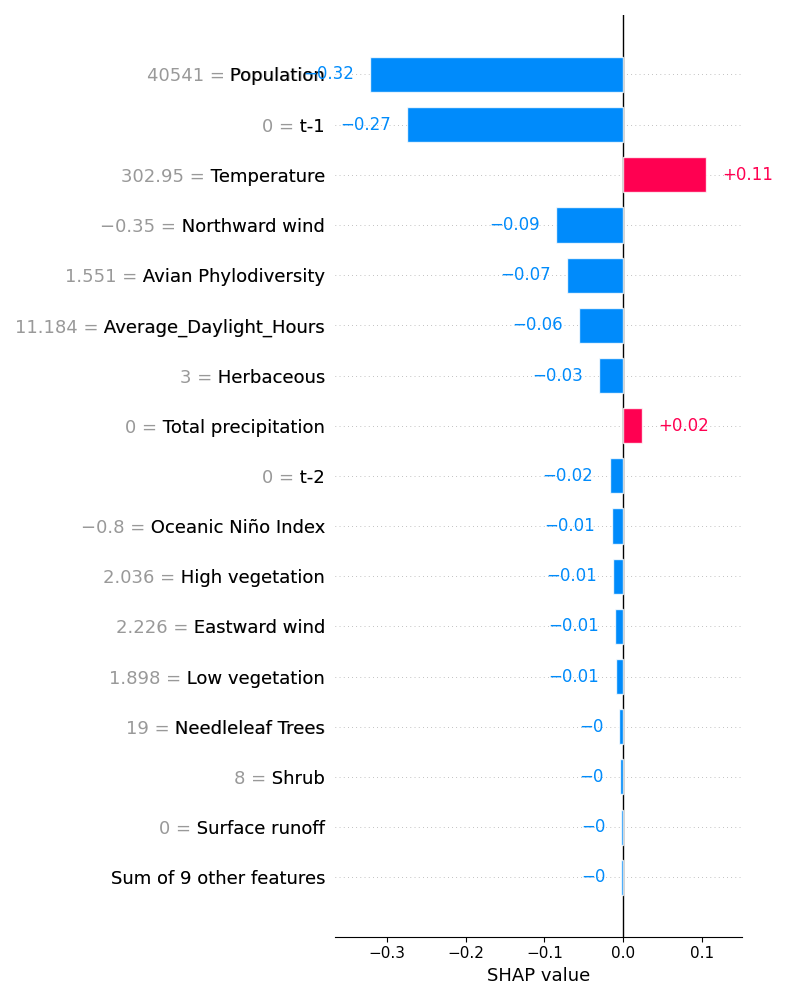 40541 = Population −0.32
0 = t-1 −0.27
302.95 = Temperature +0.11
−0.35 = Northward wind −0.09
1.551 = Avian Phylodiversity −0.07
11.184 = Average_Daylight_Hours −0.06
3 = Herbaceous −0.03
0 = Total precipitation +0.02
0 = t-2 −0.02
−0.8 = Oceanic Niño Index −0.01
2.036 = High vegetation −0.01
2.226 = Eastward wind −0.01
1.898 = Low vegetation −0.01
19 = Needleleaf Trees −0
8 = Shrub −0
0 = Surface runoff −0
Sum of 9 other features −0
−0.3 −0.2 −0.1 0.0 0.1
SHAP value